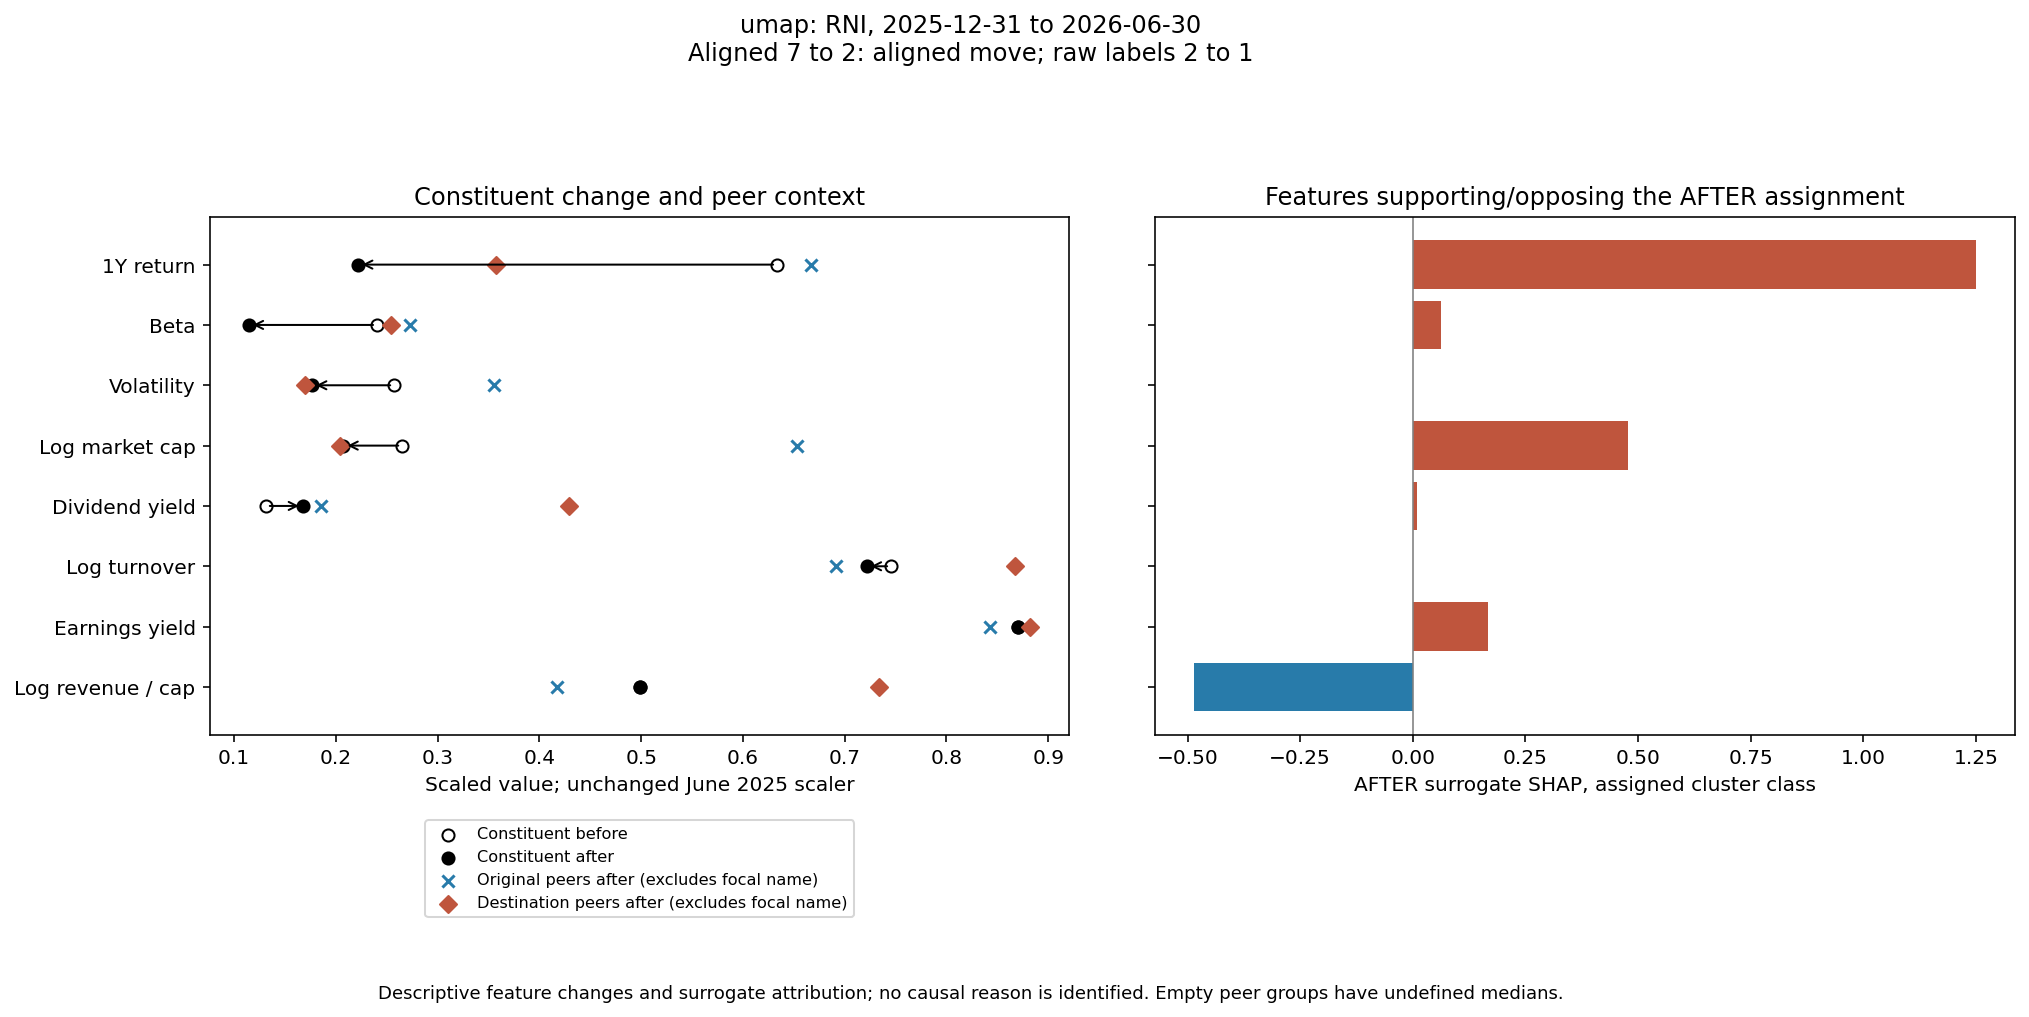 umap: RNI, 2025-12-31 to 2026-06-30
Aligned 7 to 2: aligned move; raw labels 2 to 1
Constituent change and peer context
1Y return
Beta
Volatility
Log market cap
Dividend yield
Log turnover
Earnings yield
Log revenue / cap
0.1 0.2 0.3 0.4 0.5 0.6 0.7 0.8 0.9
Scaled value; unchanged June 2025 scaler
Constituent before
Constituent after
Original peers after (excludes focal name)
Destination peers after (excludes focal name)
Features supporting/opposing the AFTER assignment
−0.50 −0.25 0.00 0.25 0.50 0.75 1.00 1.25
AFTER surrogate SHAP, assigned cluster class
Descriptive feature changes and surrogate attribution; no causal reason is identified. Empty peer groups have undefined medians.